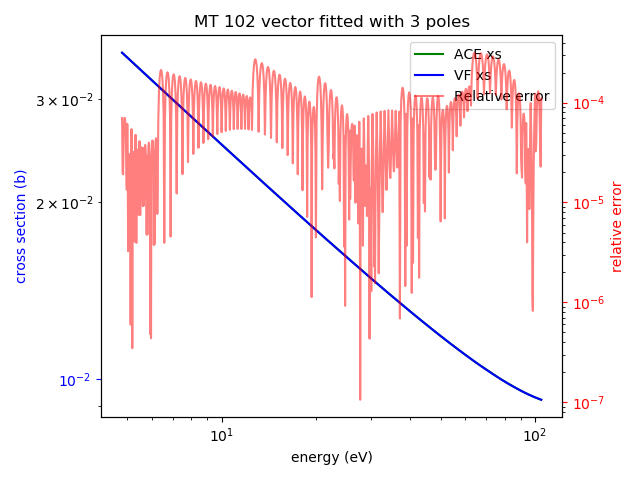 MT 102 vector fitted with 3 poles
ACE xs
VF xs
Relative error
3 × 10⁻²
2 × 10⁻²
10⁻²
cross section (b)
10⁻⁴
10⁻⁵
10⁻⁶
10⁻⁷
relative error
10¹
10²
energy (eV)